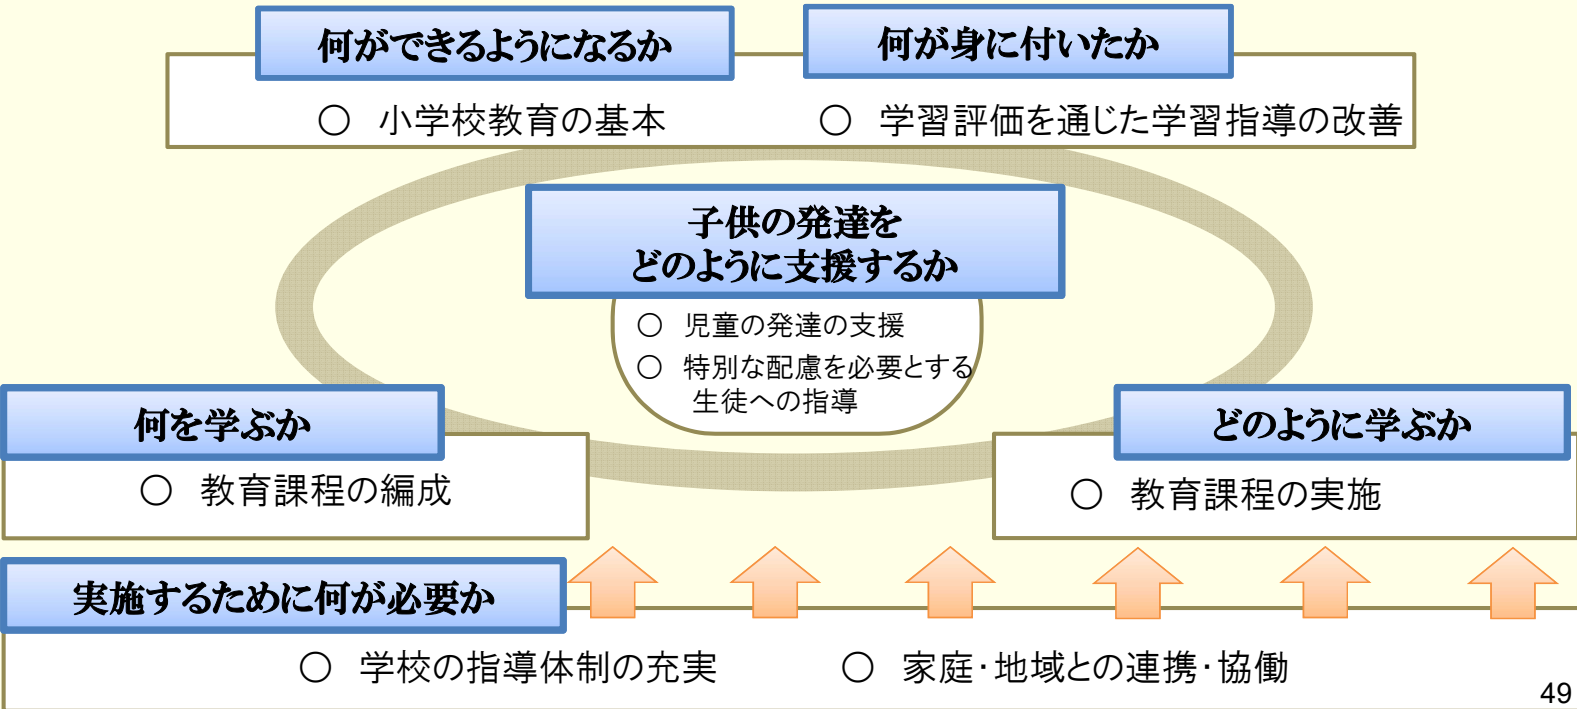 何ができるようになるか
何が身に付いたか
○ 小学校教育の基本
○ 学習評価を通じた学習指導の改善
子供の発達を
どのように支援するか
○ 児童の発達の支援
○ 特別な配慮を必要とする
生徒への指導
何を学ぶか
○ 教育課程の編成
どのように学ぶか
○ 教育課程の実施
実施するために何が必要か
○ 学校の指導体制の充実
○ 家庭・地域との連携・協働
49